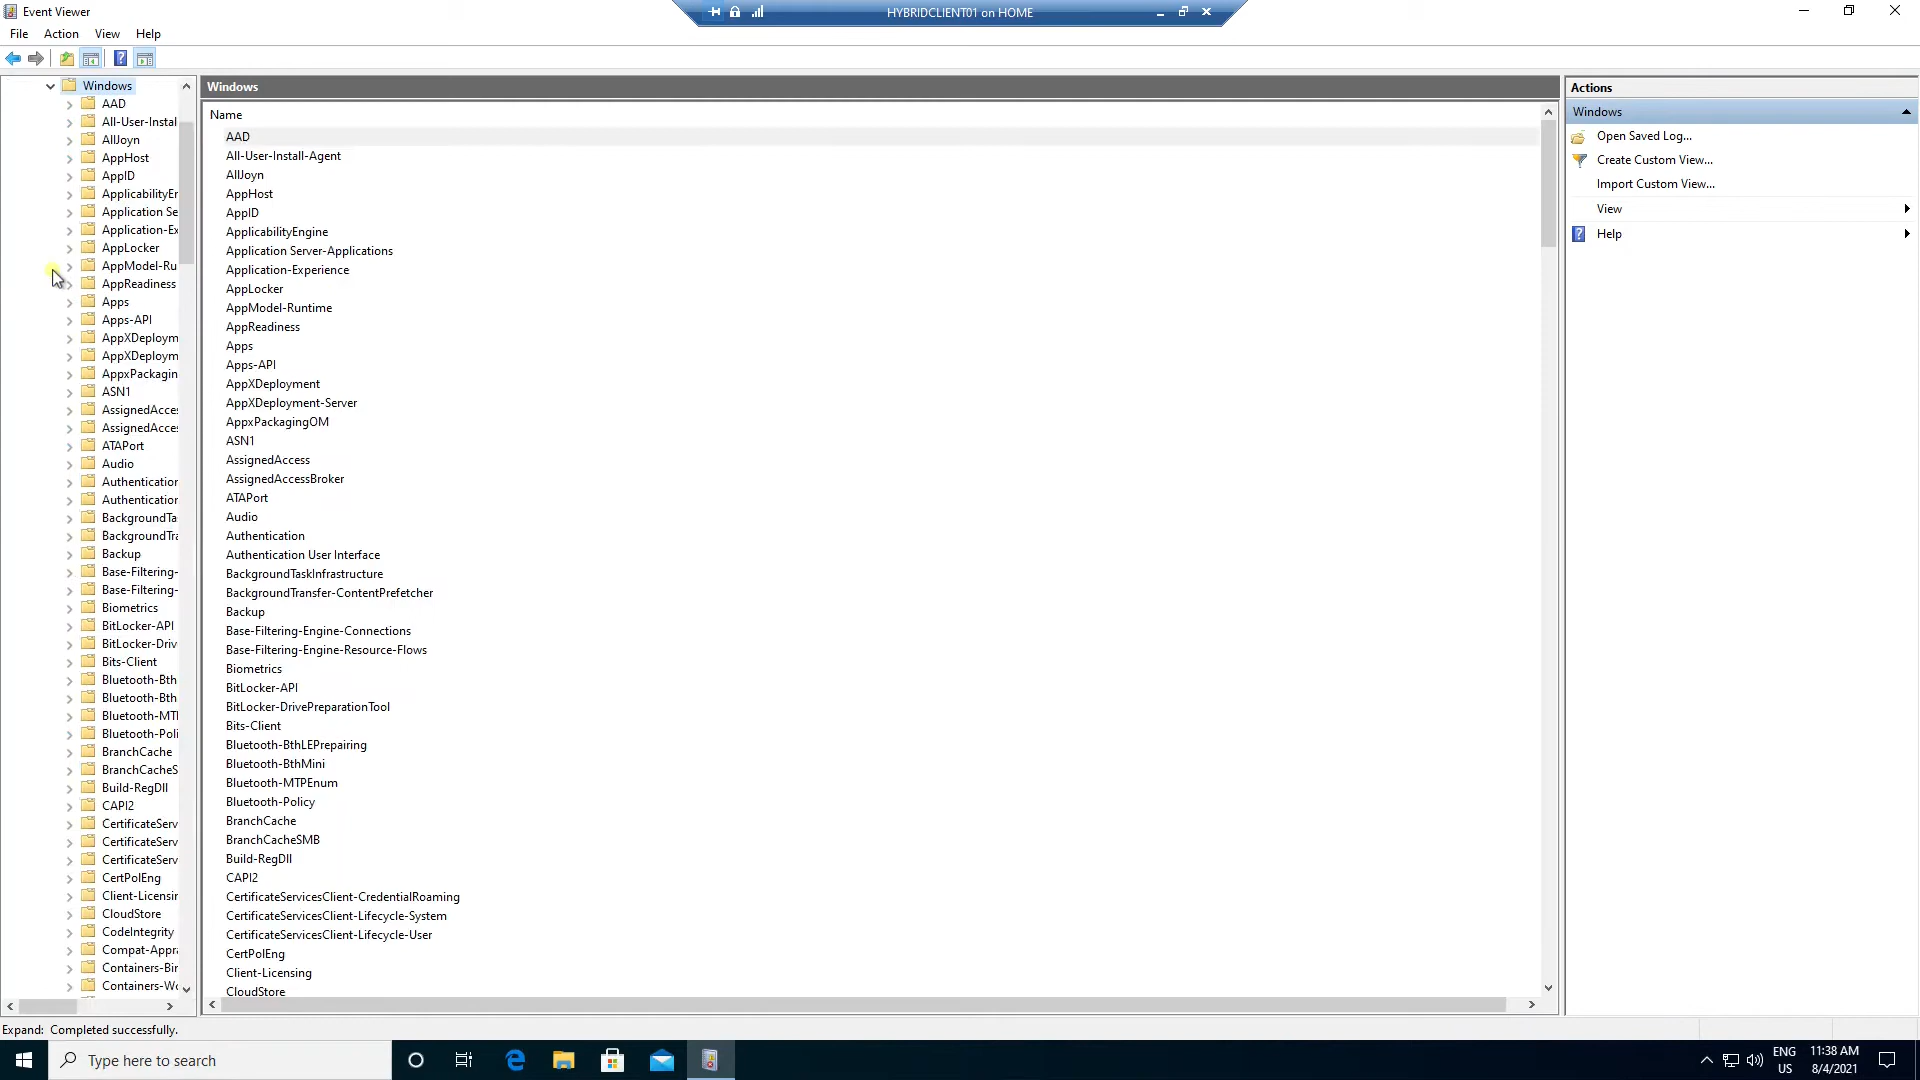 Event Viewer
HYBRIDCLIENT01 on HOME
File Action View Help
Windows
AAD
All-User-Instal
AllJoyn
AppHost
AppID
ApplicabilityEr
Application Se
Application-Ex
AppLocker
AppModel-Ru
AppReadiness
Apps
Apps-API
AppXDeploym
AppXDeploym
AppxPackagin
ASN1
AssignedAcces
AssignedAcces
ATAPort
Audio
Authentication
Authentication
BackgroundTa
BackgroundTra
Backup
Base-Filtering-
Base-Filtering-
Biometrics
BitLocker-API
BitLocker-Driv
Bits-Client
Bluetooth-Bth
Bluetooth-Bth
Bluetooth-MTI
Bluetooth-Poli
BranchCache
BranchCacheS
Build-RegDll
CAPI2
CertificateServ
CertificateServ
CertificateServ
CertPolEng
Client-Licensir
CloudStore
CodeIntegrity
Compat-Appra
Containers-Bir
Containers-Wc
Windows
Name
AAD
All-User-Install-Agent
AllJoyn
AppHost
AppID
ApplicabilityEngine
Application Server-Applications
Application-Experience
AppLocker
AppModel-Runtime
AppReadiness
Apps
Apps-API
AppXDeployment
AppXDeployment-Server
AppxPackagingOM
ASN1
AssignedAccess
AssignedAccessBroker
ATAPort
Audio
Authentication
Authentication User Interface
BackgroundTaskInfrastructure
BackgroundTransfer-ContentPrefetcher
Backup
Base-Filtering-Engine-Connections
Base-Filtering-Engine-Resource-Flows
Biometrics
BitLocker-API
BitLocker-DrivePreparationTool
Bits-Client
Bluetooth-BthLEPrepairing
Bluetooth-BthMini
Bluetooth-MTPEnum
Bluetooth-Policy
BranchCache
BranchCacheSMB
Build-RegDll
CAPI2
CertificateServicesClient-CredentialRoaming
CertificateServicesClient-Lifecycle-System
CertificateServicesClient-Lifecycle-User
CertPolEng
Client-Licensing
CloudStore
Actions
Windows
Open Saved Log...
Create Custom View...
Import Custom View...
View
Help
Expand: Completed successfully.
Type here to search
ENG
US
11:38 AM
8/4/2021